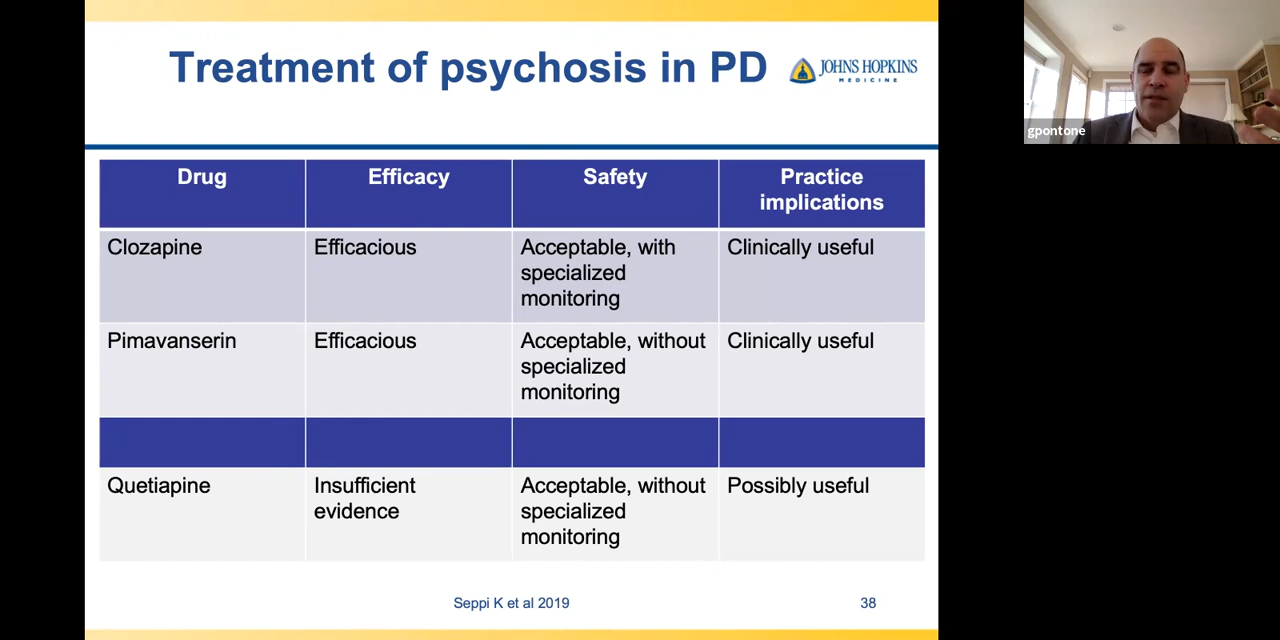 Treatment of psychosis in PD
JOHNS HOPKINS
MEDICINE
gpontone
Drug
Efficacy
Safety
Practice
implications
Clozapine
Efficacious
Acceptable, with
specialized
monitoring
Clinically useful
Pimavanserin
Efficacious
Acceptable, without
specialized
monitoring
Clinically useful
Quetiapine
Insufficient
evidence
Acceptable, without
specialized
monitoring
Possibly useful
Seppi K et al 2019
38